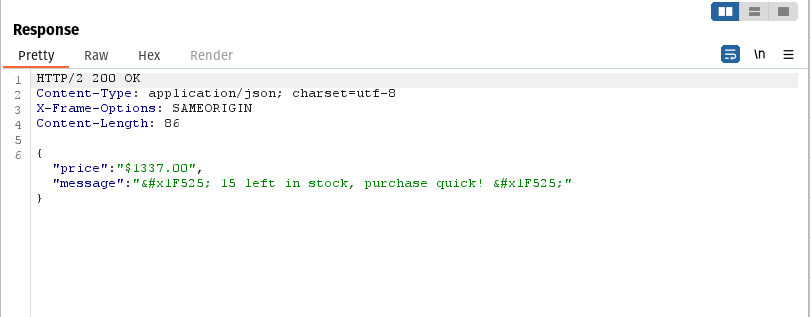 Response
Pretty Raw Hex Render \n
1 HTTP/2 200 OK
2 Content-Type: application/json; charset=utf-8
3 X-Frame-Options: SAMEORIGIN
4 Content-Length: 86
5
6 {
"price":"$1337.00",
"message":"&#x1F525; 15 left in stock, purchase quick! &#x1F525;"
}